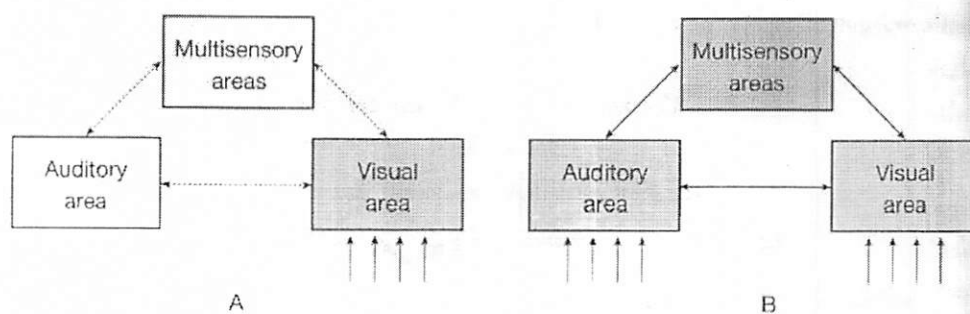 Multisensory
areas
Auditory
area
Visual
area
A
Multisensory
areas
Auditory
area
Visual
area
B